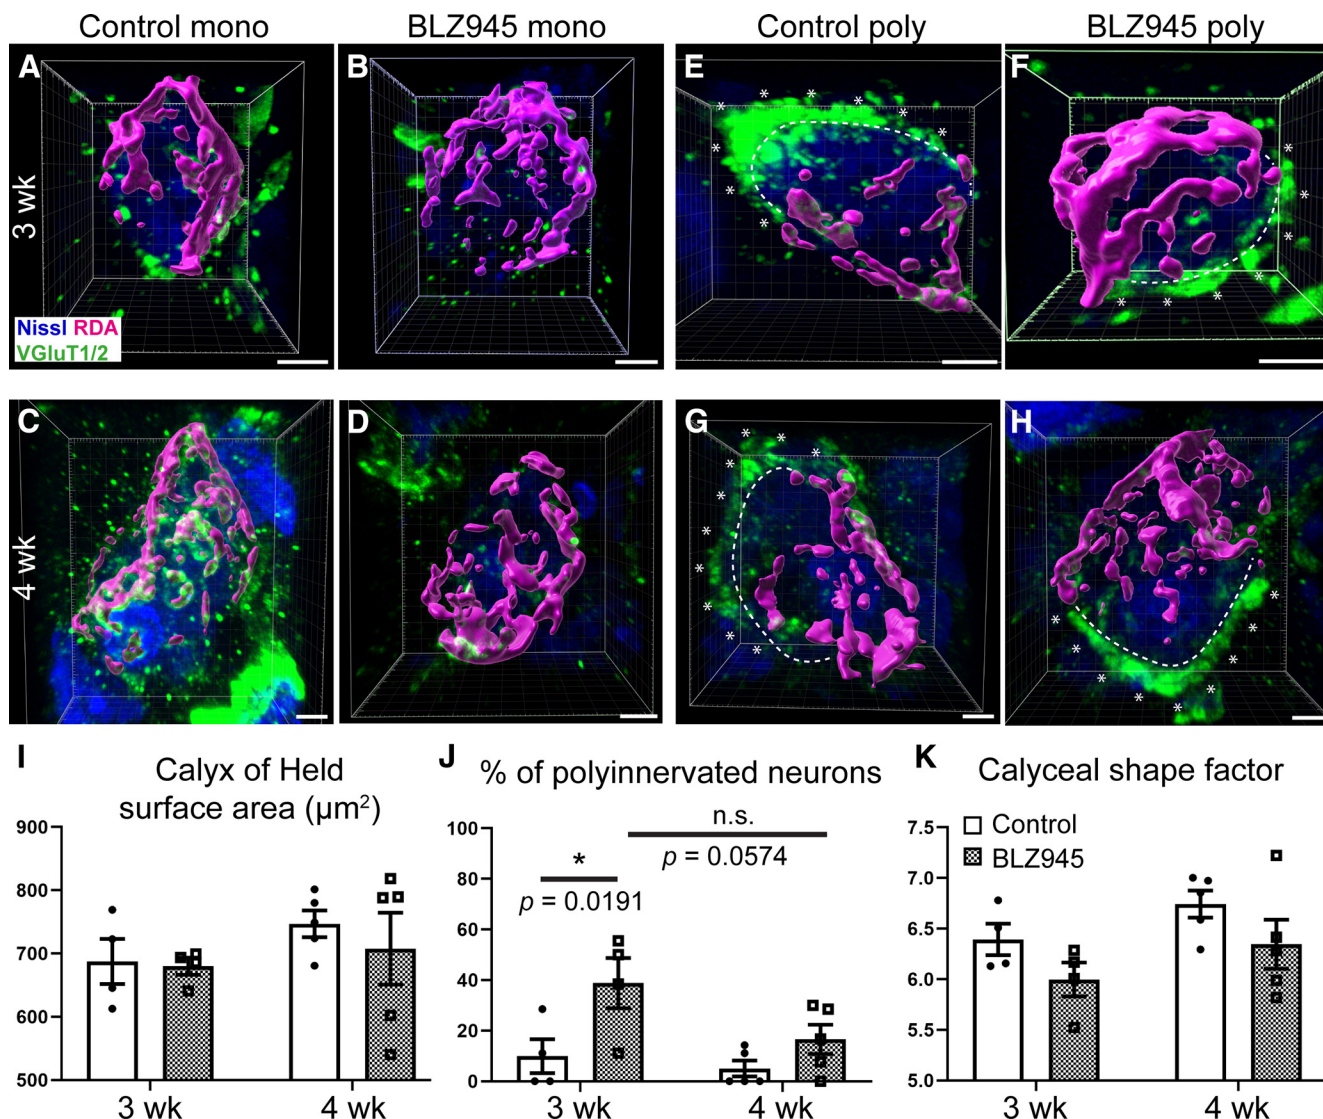 Control mono
BLZ945 mono
Control poly
BLZ945 poly
3 wk
A
B
E
F
Nissl RDA
VGluT1/2
* * * * * * * * * *
* * * * * * *
4 wk
C
D
G
H
* * * * * * * * *
* * * * * * * *
I
Calyx of Held
surface area (µm²)
900
800
700
600
500
3 wk
4 wk
J
% of polyinnervated neurons
n.s.
p = 0.0574
*
p = 0.0191
100
80
60
40
20
0
3 wk
4 wk
K
Calyceal shape factor
Control
BLZ945
7.5
7.0
6.5
6.0
5.5
5.0
3 wk
4 wk